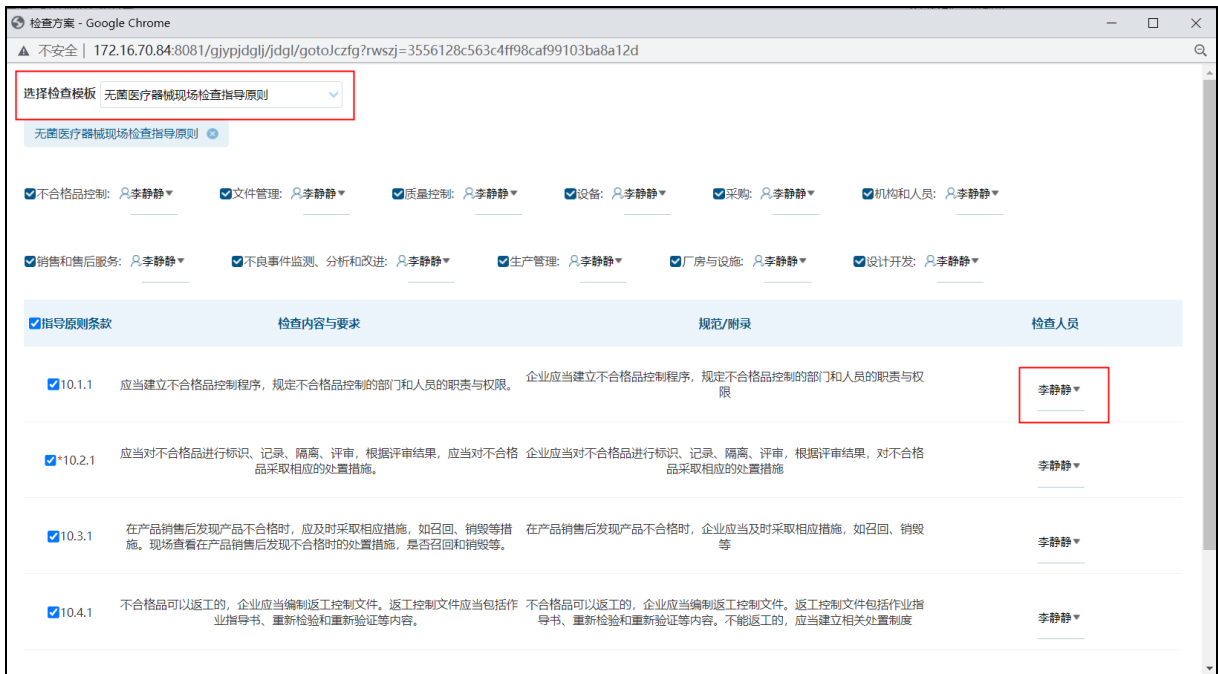 检查方案 - Google Chrome
不安全 | 172.16.70.84:8081/gjypjdglj/jdgl/gotoJczfg?rwszj=3556128c563c4ff98caf99103ba8a12d
选择检查模板 无菌医疗器械现场检查指导原则
无菌医疗器械现场检查指导原则
不合格品控制: 李静静 文件管理: 李静静 质量控制: 李静静 设备: 李静静 采购: 李静静 机构和人员: 李静静
销售和售后服务: 李静静 不良事件监测、分析和改进: 李静静 生产管理: 李静静 厂房与设施: 李静静 设计开发: 李静静
指导原则条款 检查内容与要求 规范/附录 检查人员
10.1.1 应当建立不合格品控制程序，规定不合格品控制的部门和人员的职责与权限。 企业应当建立不合格品控制程序，规定不合格品控制的部门和人员的职责与权
限
李静静
*10.2.1 应当对不合格品进行标识、记录、隔离、评审，根据评审结果，应当对不合格 企业应当对不合格品进行标识、记录、隔离、评审，根据评审结果，对不合格
品采取相应的处置措施。 品采取相应的处置措施
李静静
10.3.1 在产品销售后发现产品不合格时，应及时采取相应措施，如召回、销毁等措 在产品销售后发现产品不合格时，企业应当及时采取相应措施，如召回、销毁
施。现场查看在产品销售后发现不合格时的处置措施，是否召回和销毁等。 等
李静静
10.4.1 不合格品可以返工的，企业应当编制返工控制文件。返工控制文件应当包括作 不合格品可以返工的，企业应当编制返工控制文件。返工控制文件包括作业指
业指导书、重新检验和重新验证等内容。 导书、重新检验和重新验证等内容。不能返工的，应当建立相关处置制度
李静静